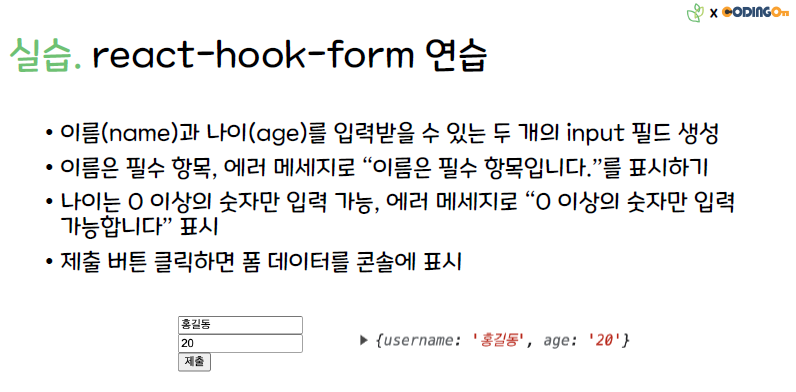 x CODINGOn
실습. react-hook-form 연습
• 이름(name)과 나이(age)를 입력받을 수 있는 두 개의 input 필드 생성
• 이름은 필수 항목, 에러 메세지로 “이름은 필수 항목입니다.”를 표시하기
• 나이는 0 이상의 숫자만 입력 가능, 에러 메세지로 “0 이상의 숫자만 입력
가능합니다” 표시
• 제출 버튼 클릭하면 폼 데이터를 콘솔에 표시
홍길동
20
제출
▶ {username: '홍길동', age: '20'}